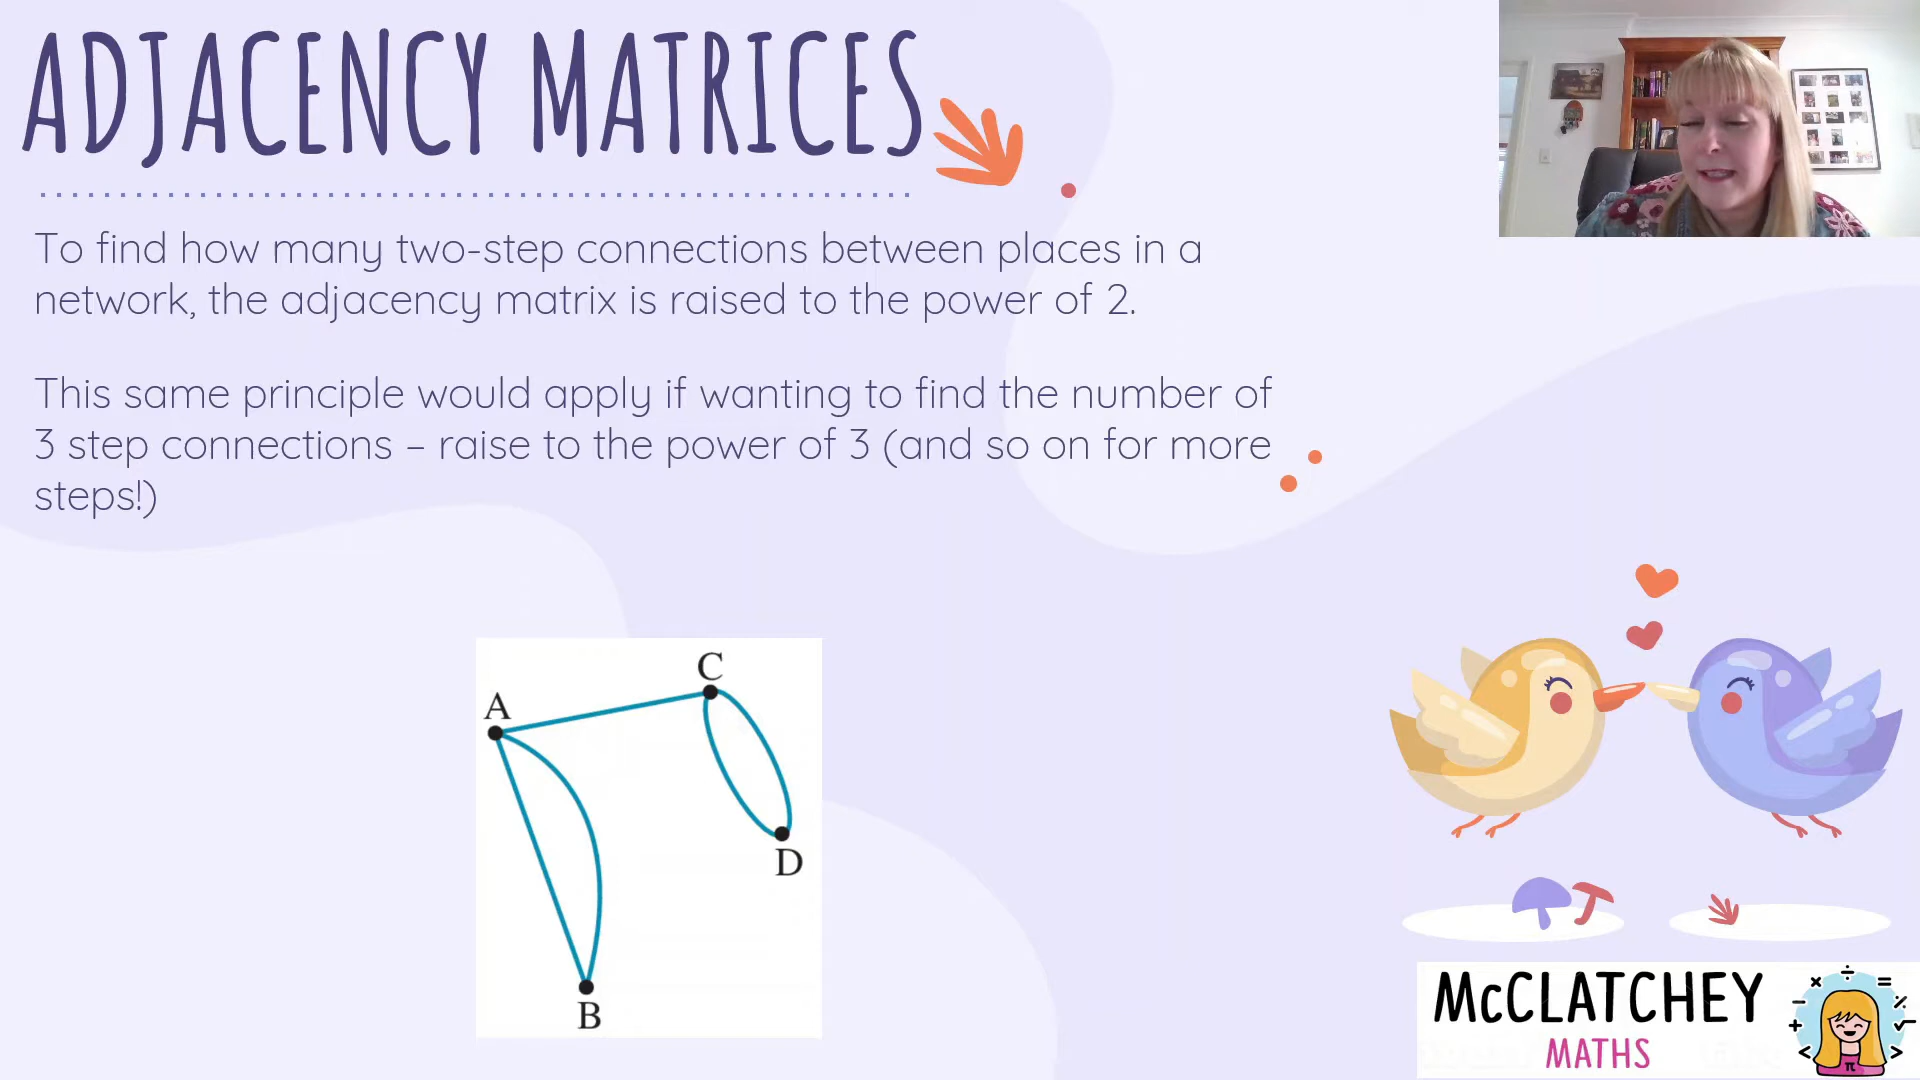 ADJACENCY MATRICES
To find how many two-step connections between places in a
network, the adjacency matrix is raised to the power of 2.
This same principle would apply if wanting to find the number of
3 step connections – raise to the power of 3 (and so on for more
steps!)
C
A
D
B
McCLATCHEY
MATHS